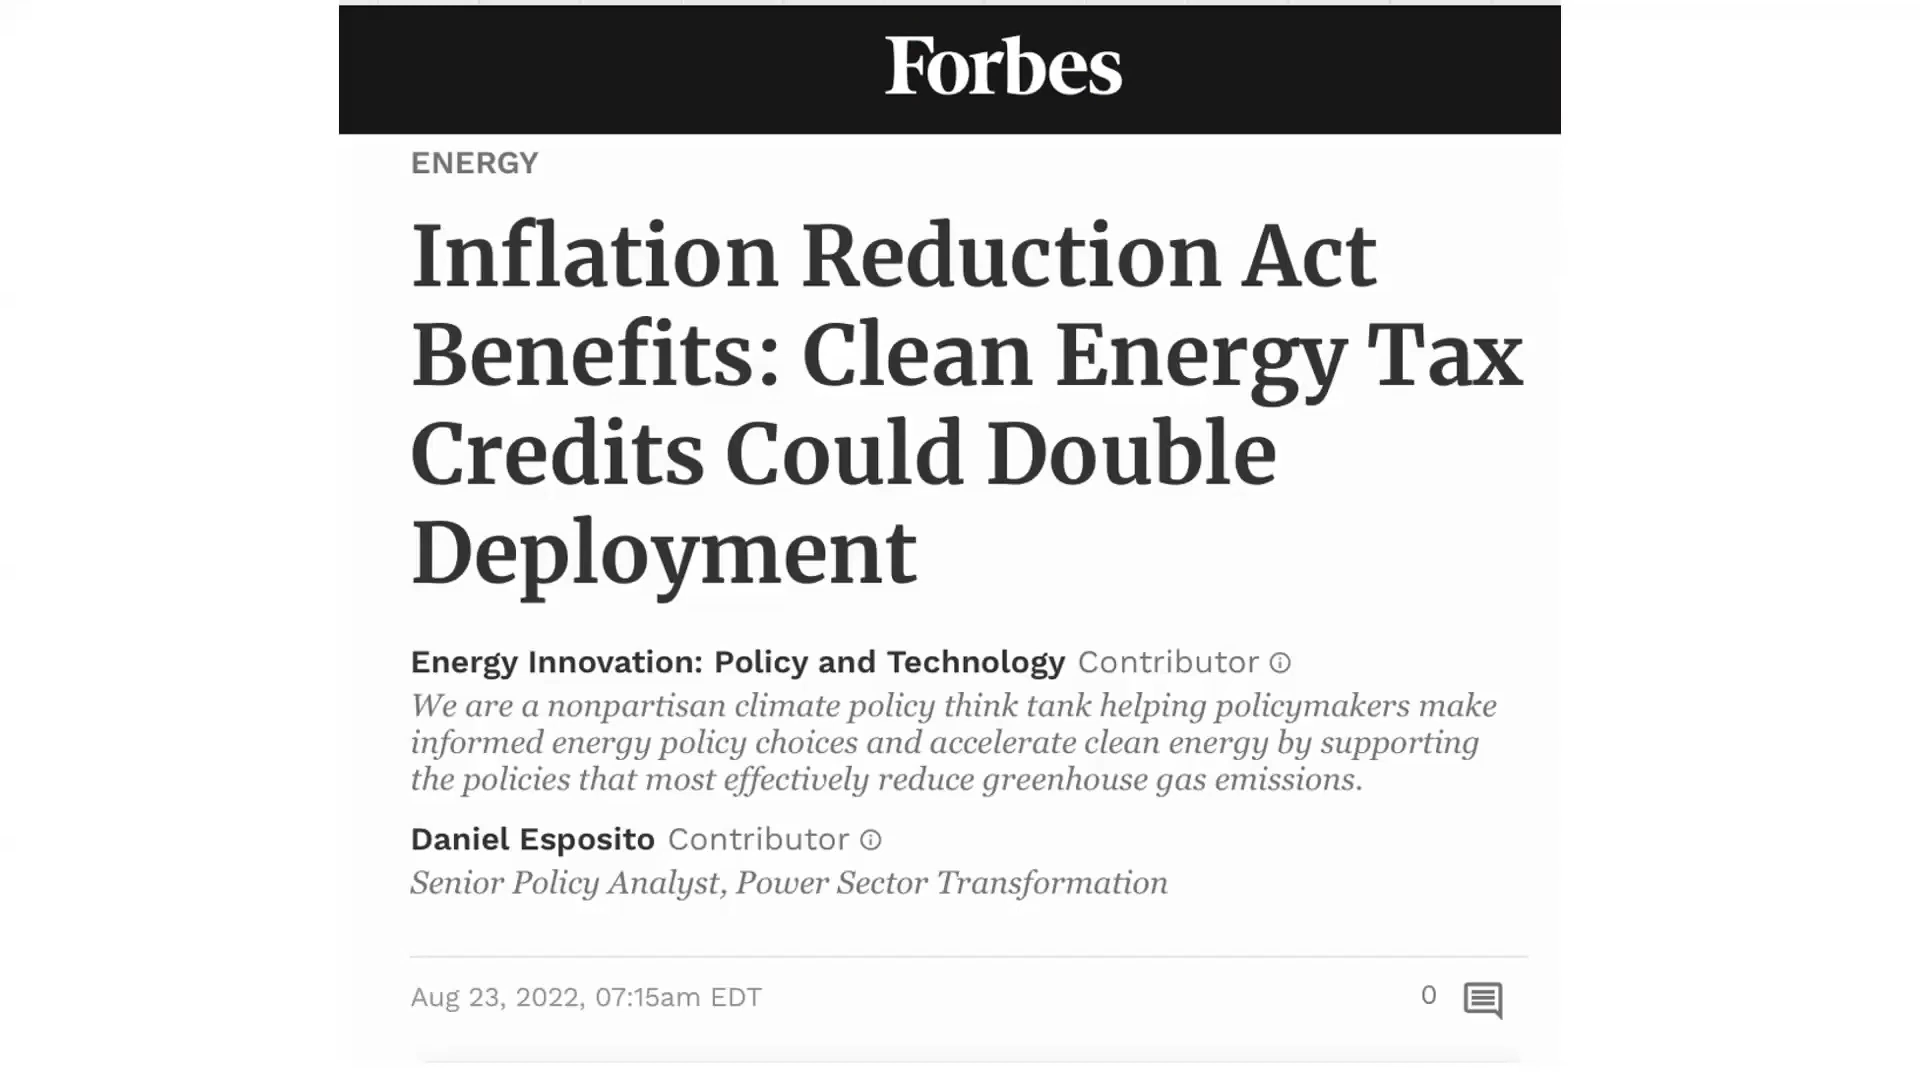 Forbes
ENERGY
Inflation Reduction Act
Benefits: Clean Energy Tax
Credits Could Double
Deployment
Energy Innovation: Policy and Technology Contributor
We are a nonpartisan climate policy think tank helping policymakers make
informed energy policy choices and accelerate clean energy by supporting
the policies that most effectively reduce greenhouse gas emissions.
Daniel Esposito Contributor
Senior Policy Analyst, Power Sector Transformation
Aug 23, 2022, 07:15am EDT
0